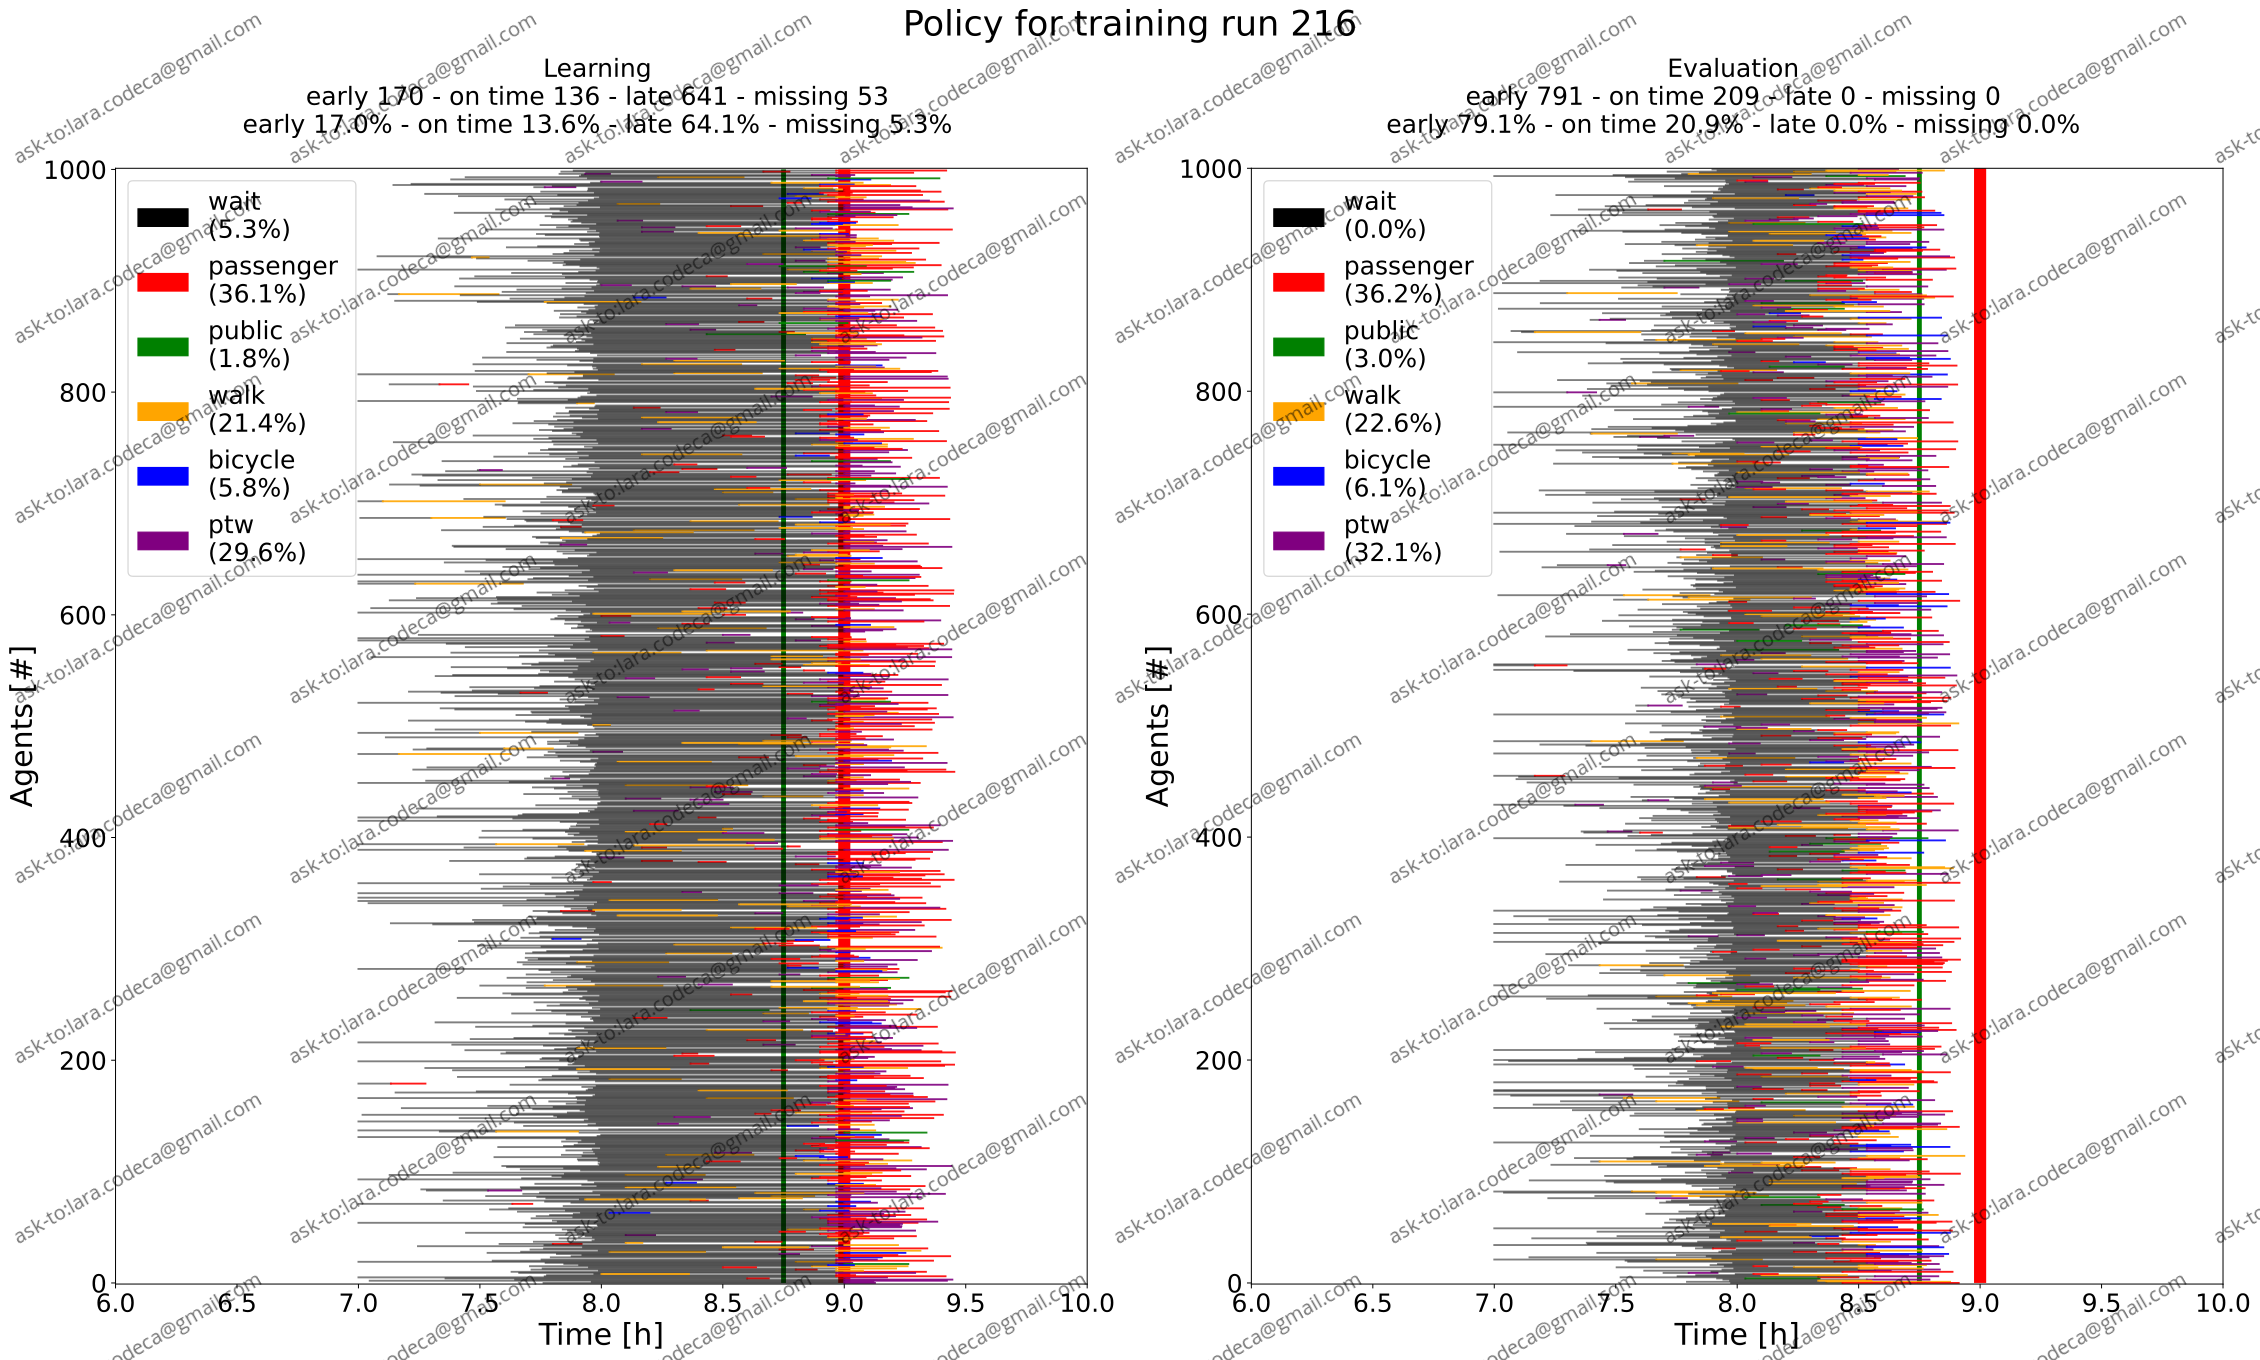 Policy for training run 216
Learning
early 170 - on time 136 - late 641 - missing 53
early 17.0% - on time 13.6% - late 64.1% - missing 5.3%
1000
800
600
400
200
0
Agents [#]
wait
(5.3%)
passenger
(36.1%)
public
(1.8%)
walk
(21.4%)
bicycle
(5.8%)
ptw
(29.6%)
6.0 6.5 7.0 7.5 8.0 8.5 9.0 9.5 10.0
Time [h]
Evaluation
early 791 - on time 209 - late 0 - missing 0
early 79.1% - on time 20.9% - late 0.0% - missing 0.0%
1000
800
600
400
200
0
Agents [#]
wait
(0.0%)
passenger
(36.2%)
public
(3.0%)
walk
(22.6%)
bicycle
(6.1%)
ptw
(32.1%)
6.0 6.5 7.0 7.5 8.0 8.5 9.0 9.5 10.0
Time [h]
ask-to:lara.codeca@gmail.com